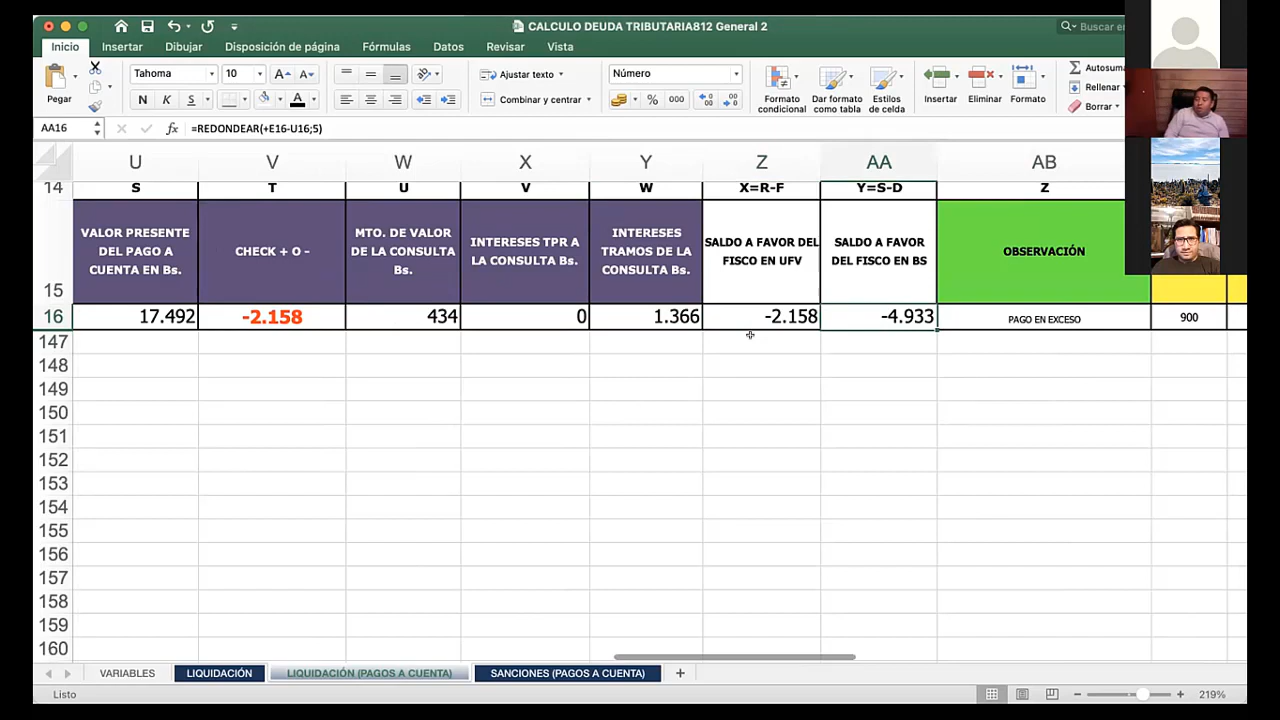 CALCULO DEUDA TRIBUTARIA812 General 2
Buscar en
Inicio Insertar Dibujar Disposición de página Fórmulas Datos Revisar Vista
Pegar
Tahoma 10
N K S A
Ajustar texto
Combinar y centrar
Número
% 000
Formato condicional
Dar formato como tabla
Estilos de celda
Insertar Eliminar Formato
Autosuma
Rellenar
Borrar
AA16 fx =REDONDEAR(+E16-U16;5)
U V W X Y Z AA AB
14 S T U V W X=R-F Y=S-D Z
15
VALOR PRESENTE DEL PAGO A CUENTA EN Bs.
CHECK + O -
MTO. DE VALOR DE LA CONSULTA Bs.
INTERESES TPR A LA CONSULTA Bs.
INTERESES TRAMOS DE LA CONSULTA Bs.
SALDO A FAVOR DEL FISCO EN UFV
SALDO A FAVOR DEL FISCO EN BS
OBSERVACIÓN
16 17.492 -2.158 434 0 1.366 -2.158 -4.933 PAGO EN EXCESO 900
147
148
149
150
151
152
153
154
155
156
157
158
159
160
VARIABLES LIQUIDACIÓN LIQUIDACIÓN (PAGOS A CUENTA) SANCIONES (PAGOS A CUENTA) +
Listo 219%